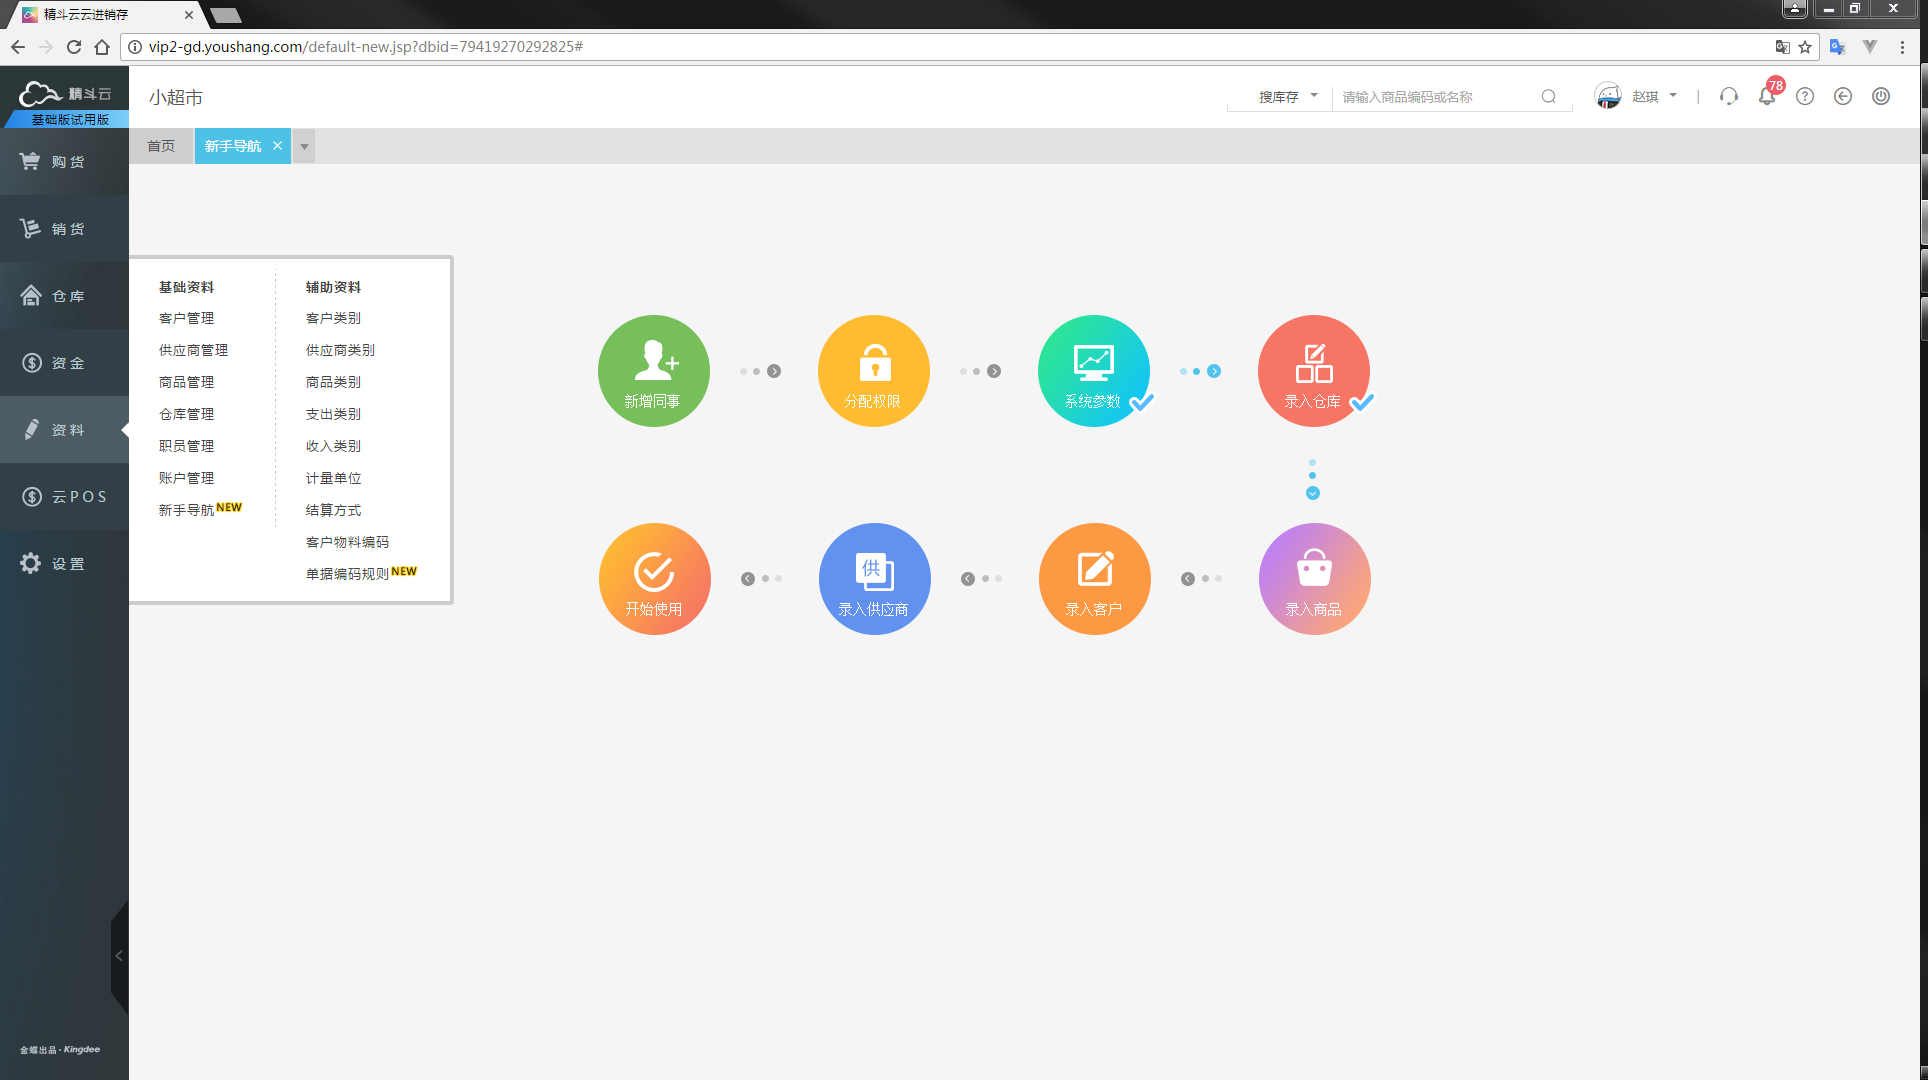 精斗云云进销存
vip2-gd.youshang.com/default-new.jsp?dbid=79419270292825#
精斗云
基础版试用版
小超市
搜库存
请输入商品编码或名称
赵琪
78
首页
新手导航
购货
销货
仓库
资金
资料
云POS
设置
基础资料
客户管理
供应商管理
商品管理
仓库管理
职员管理
账户管理
新手导航 NEW
辅助资料
客户类别
供应商类别
商品类别
支出类别
收入类别
计量单位
结算方式
客户物料编码
单据编码规则 NEW
新增同事
分配权限
系统参数
录入仓库
开始使用
供
录入供应商
录入客户
录入商品
金蝶出品·Kingdee